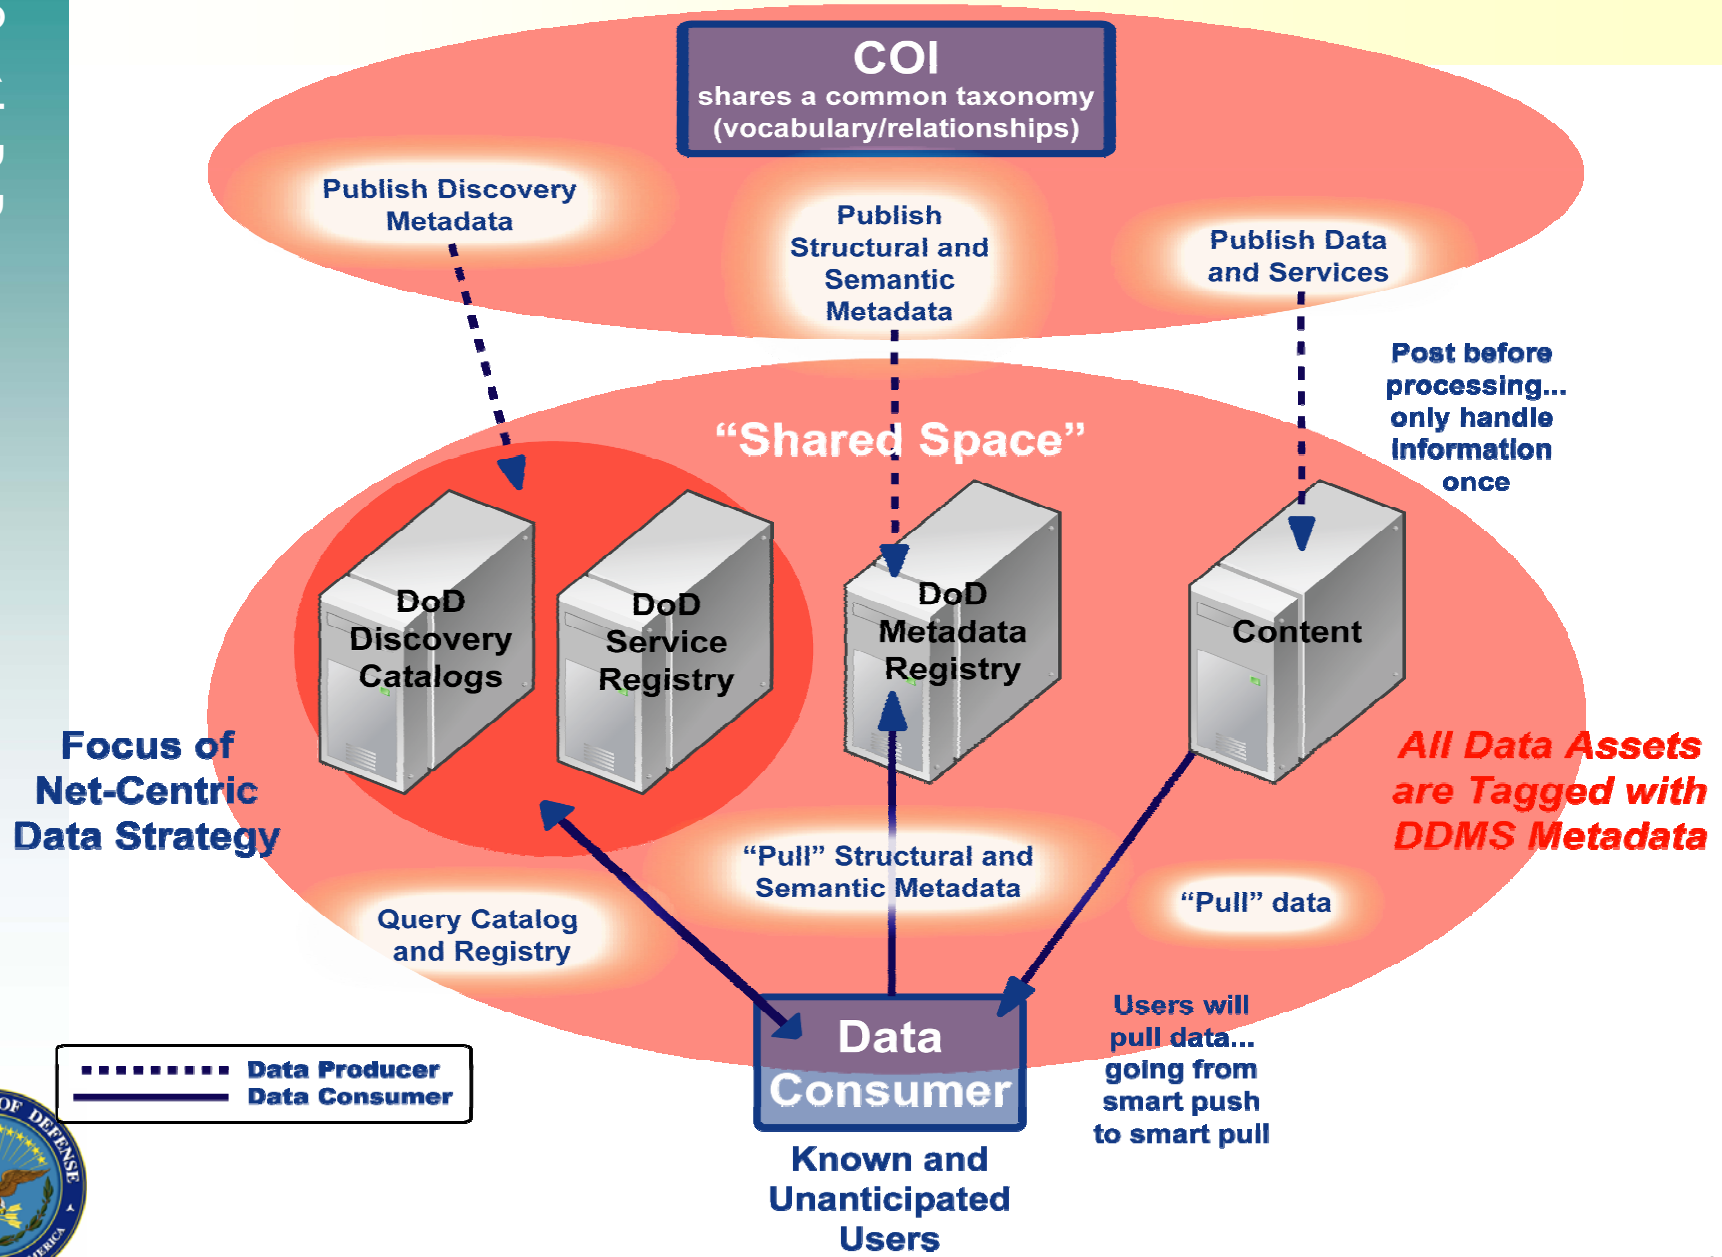 COI
shares a common taxonomy
(vocabulary/relationships)
Publish Discovery
Metadata
Publish
Structural and
Semantic
Metadata
Publish Data
and Services
Post before
processing...
only handle
information
once
“Shared Space”
DoD
Discovery
Catalogs
DoD
Service
Registry
DoD
Metadata
Registry
Content
Focus of
Net-Centric
Data Strategy
All Data Assets
are Tagged with
DDMS Metadata
“Pull” Structural and
Semantic Metadata
“Pull” data
Query Catalog
and Registry
Data
Consumer
Users will
pull data...
going from
smart push
to smart pull
Data Producer
Data Consumer
Known and
Unanticipated
Users
OF DEFENSE